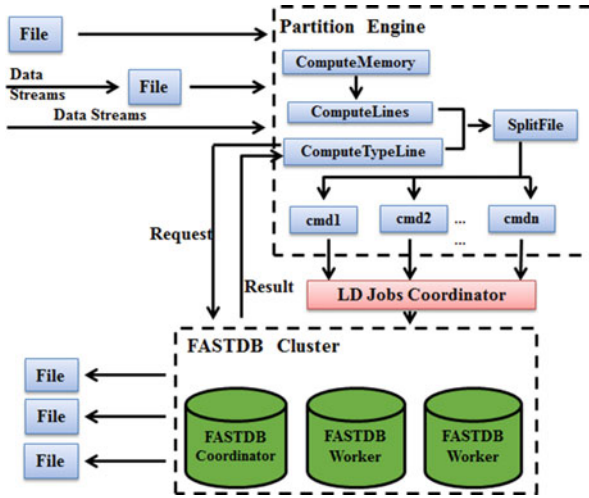 Partition Engine
File
ComputeMemory
Data
Streams
File
Data Streams
ComputeLines
SplitFile
ComputeTypeLine
cmd1
cmd2
...
cmdn
...
Request
Result
LD Jobs Coordinator
FASTDB Cluster
File
File
File
FASTDB
Coordinator
FASTDB
Worker
FASTDB
Worker